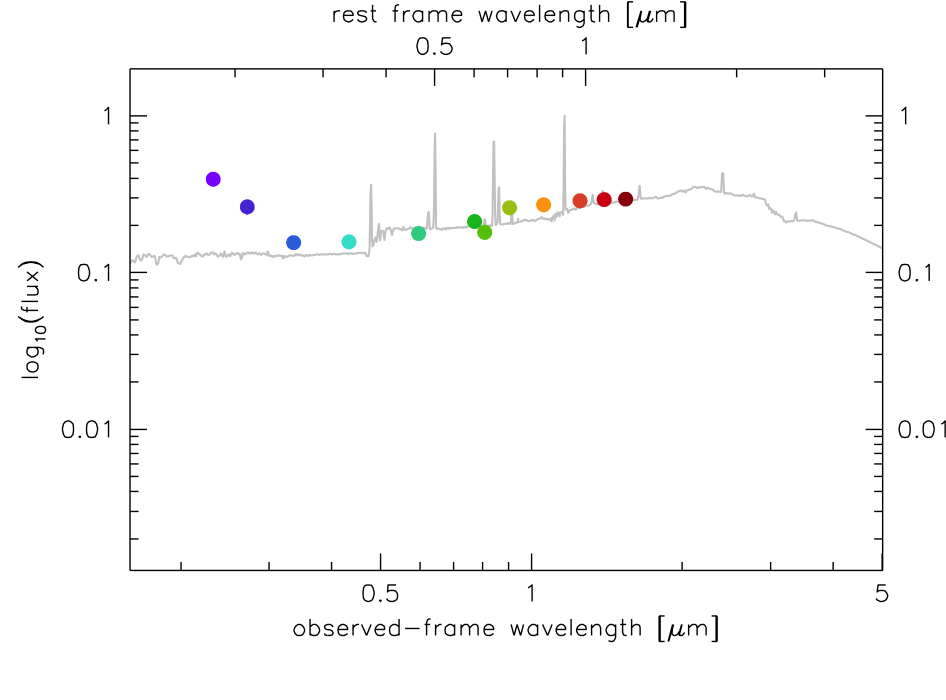 rest frame wavelength [μm]
0.5 1
1 1
0.1 0.1
0.01 0.01
log10(flux)
0.5 1 5
observed-frame wavelength [μm]